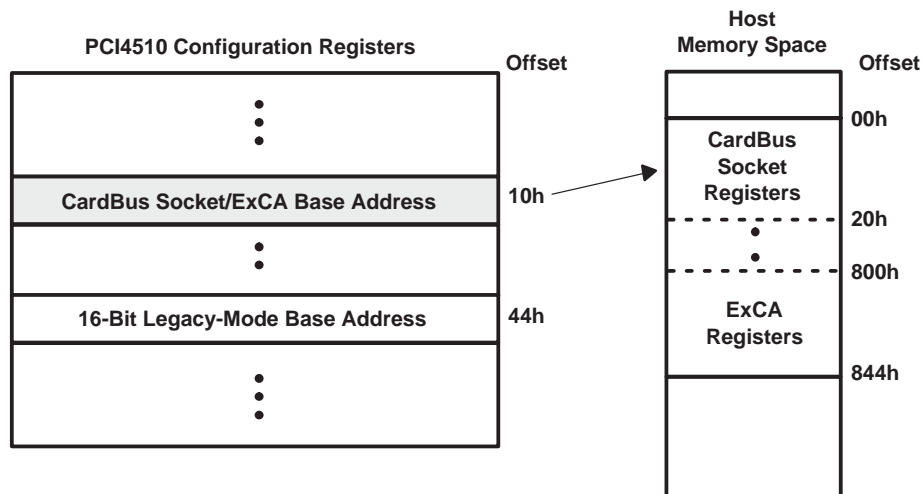 PCI4510 Configuration Registers
Offset
CardBus Socket/ExCA Base Address
10h
16-Bit Legacy-Mode Base Address
44h
Host
Memory Space
Offset
00h
CardBus
Socket
Registers
20h
800h
ExCA
Registers
844h